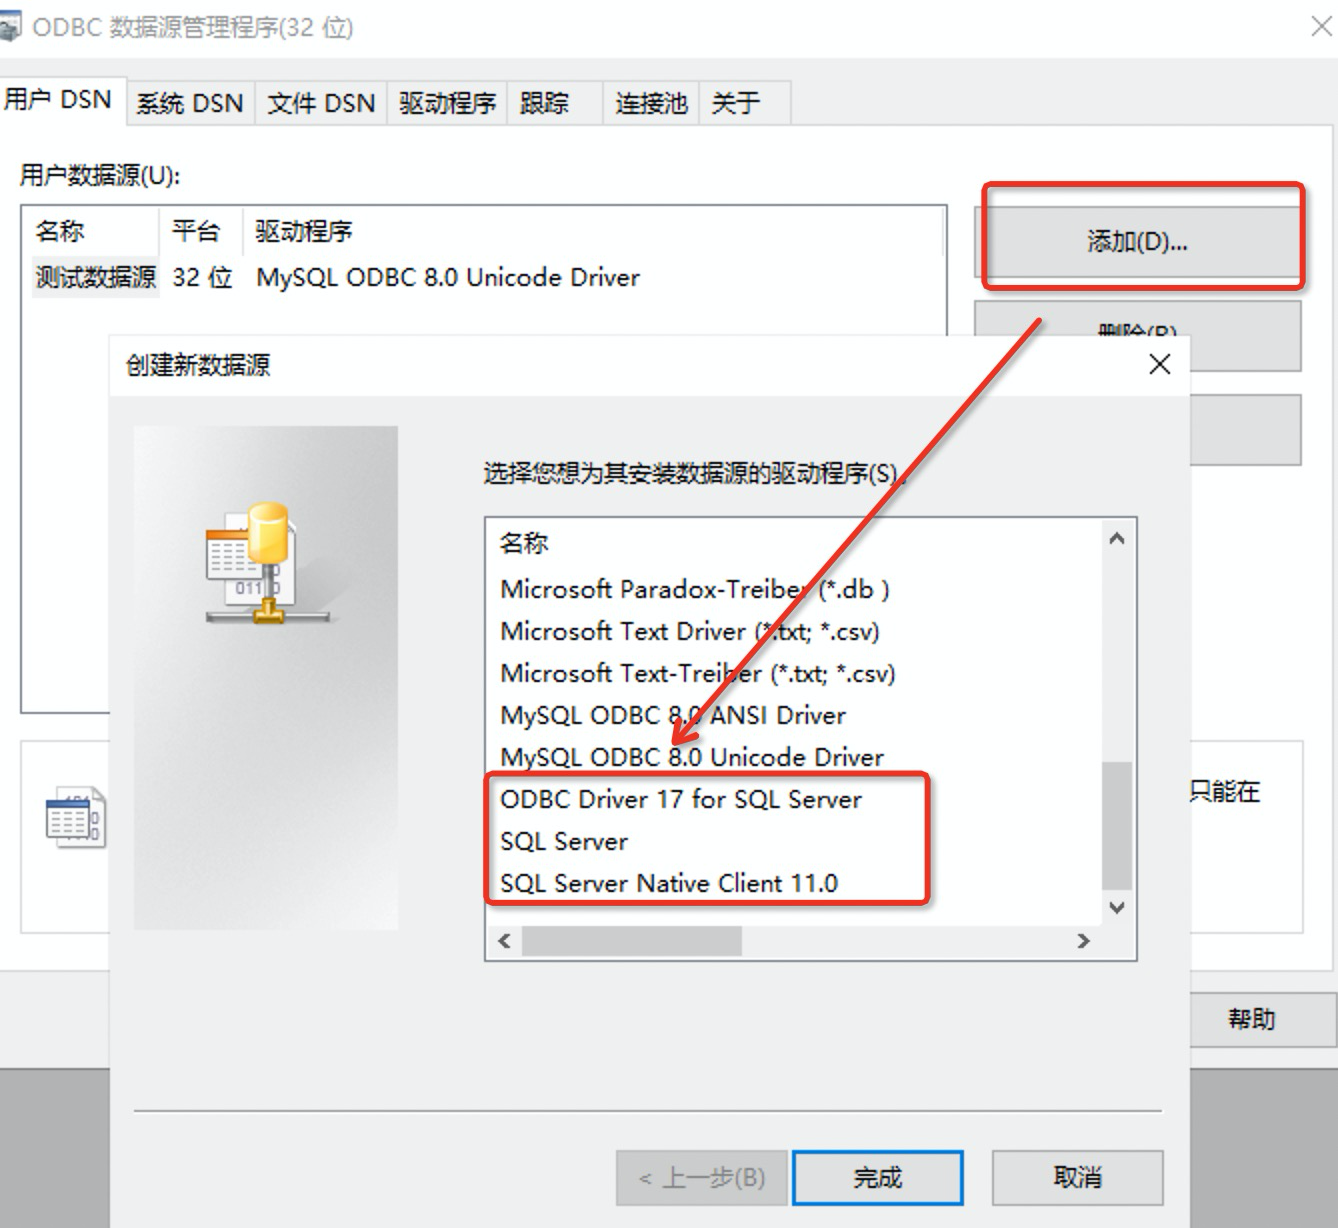 ODBC 数据源管理程序(32 位)
用户 DSN 系统 DSN 文件 DSN 驱动程序 跟踪 连接池 关于
用户数据源(U):
名称 平台 驱动程序
测试数据源 32 位 MySQL ODBC 8.0 Unicode Driver
添加(D)...
删除(R)
创建新数据源
选择您想为其安装数据源的驱动程序(S)。
名称
Microsoft Paradox-Treiber (*.db )
Microsoft Text Driver (*.txt; *.csv)
Microsoft Text-Treiber (*.txt; *.csv)
MySQL ODBC 8.0 ANSI Driver
MySQL ODBC 8.0 Unicode Driver
ODBC Driver 17 for SQL Server
SQL Server
SQL Server Native Client 11.0
只能在
帮助
< 上一步(B) 完成 取消